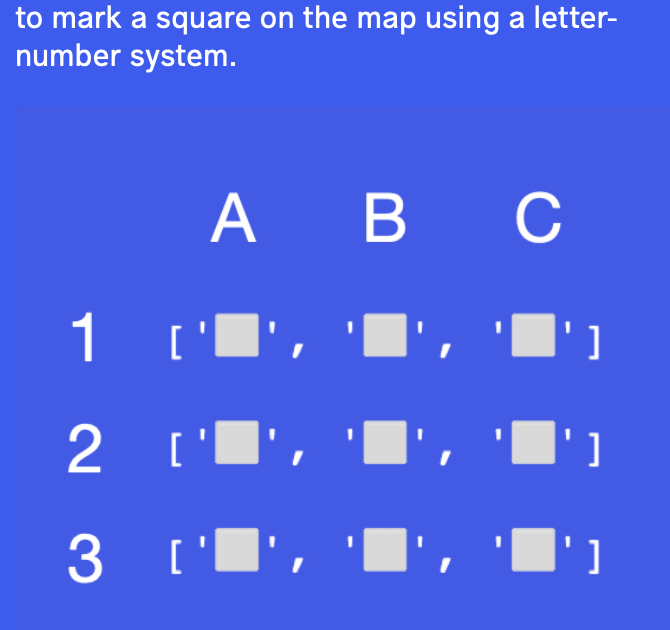 to mark a square on the map using a letter-
number system.
A B C
1 ['⬜', '⬜', '⬜']
2 ['⬜', '⬜', '⬜']
3 ['⬜', '⬜', '⬜']